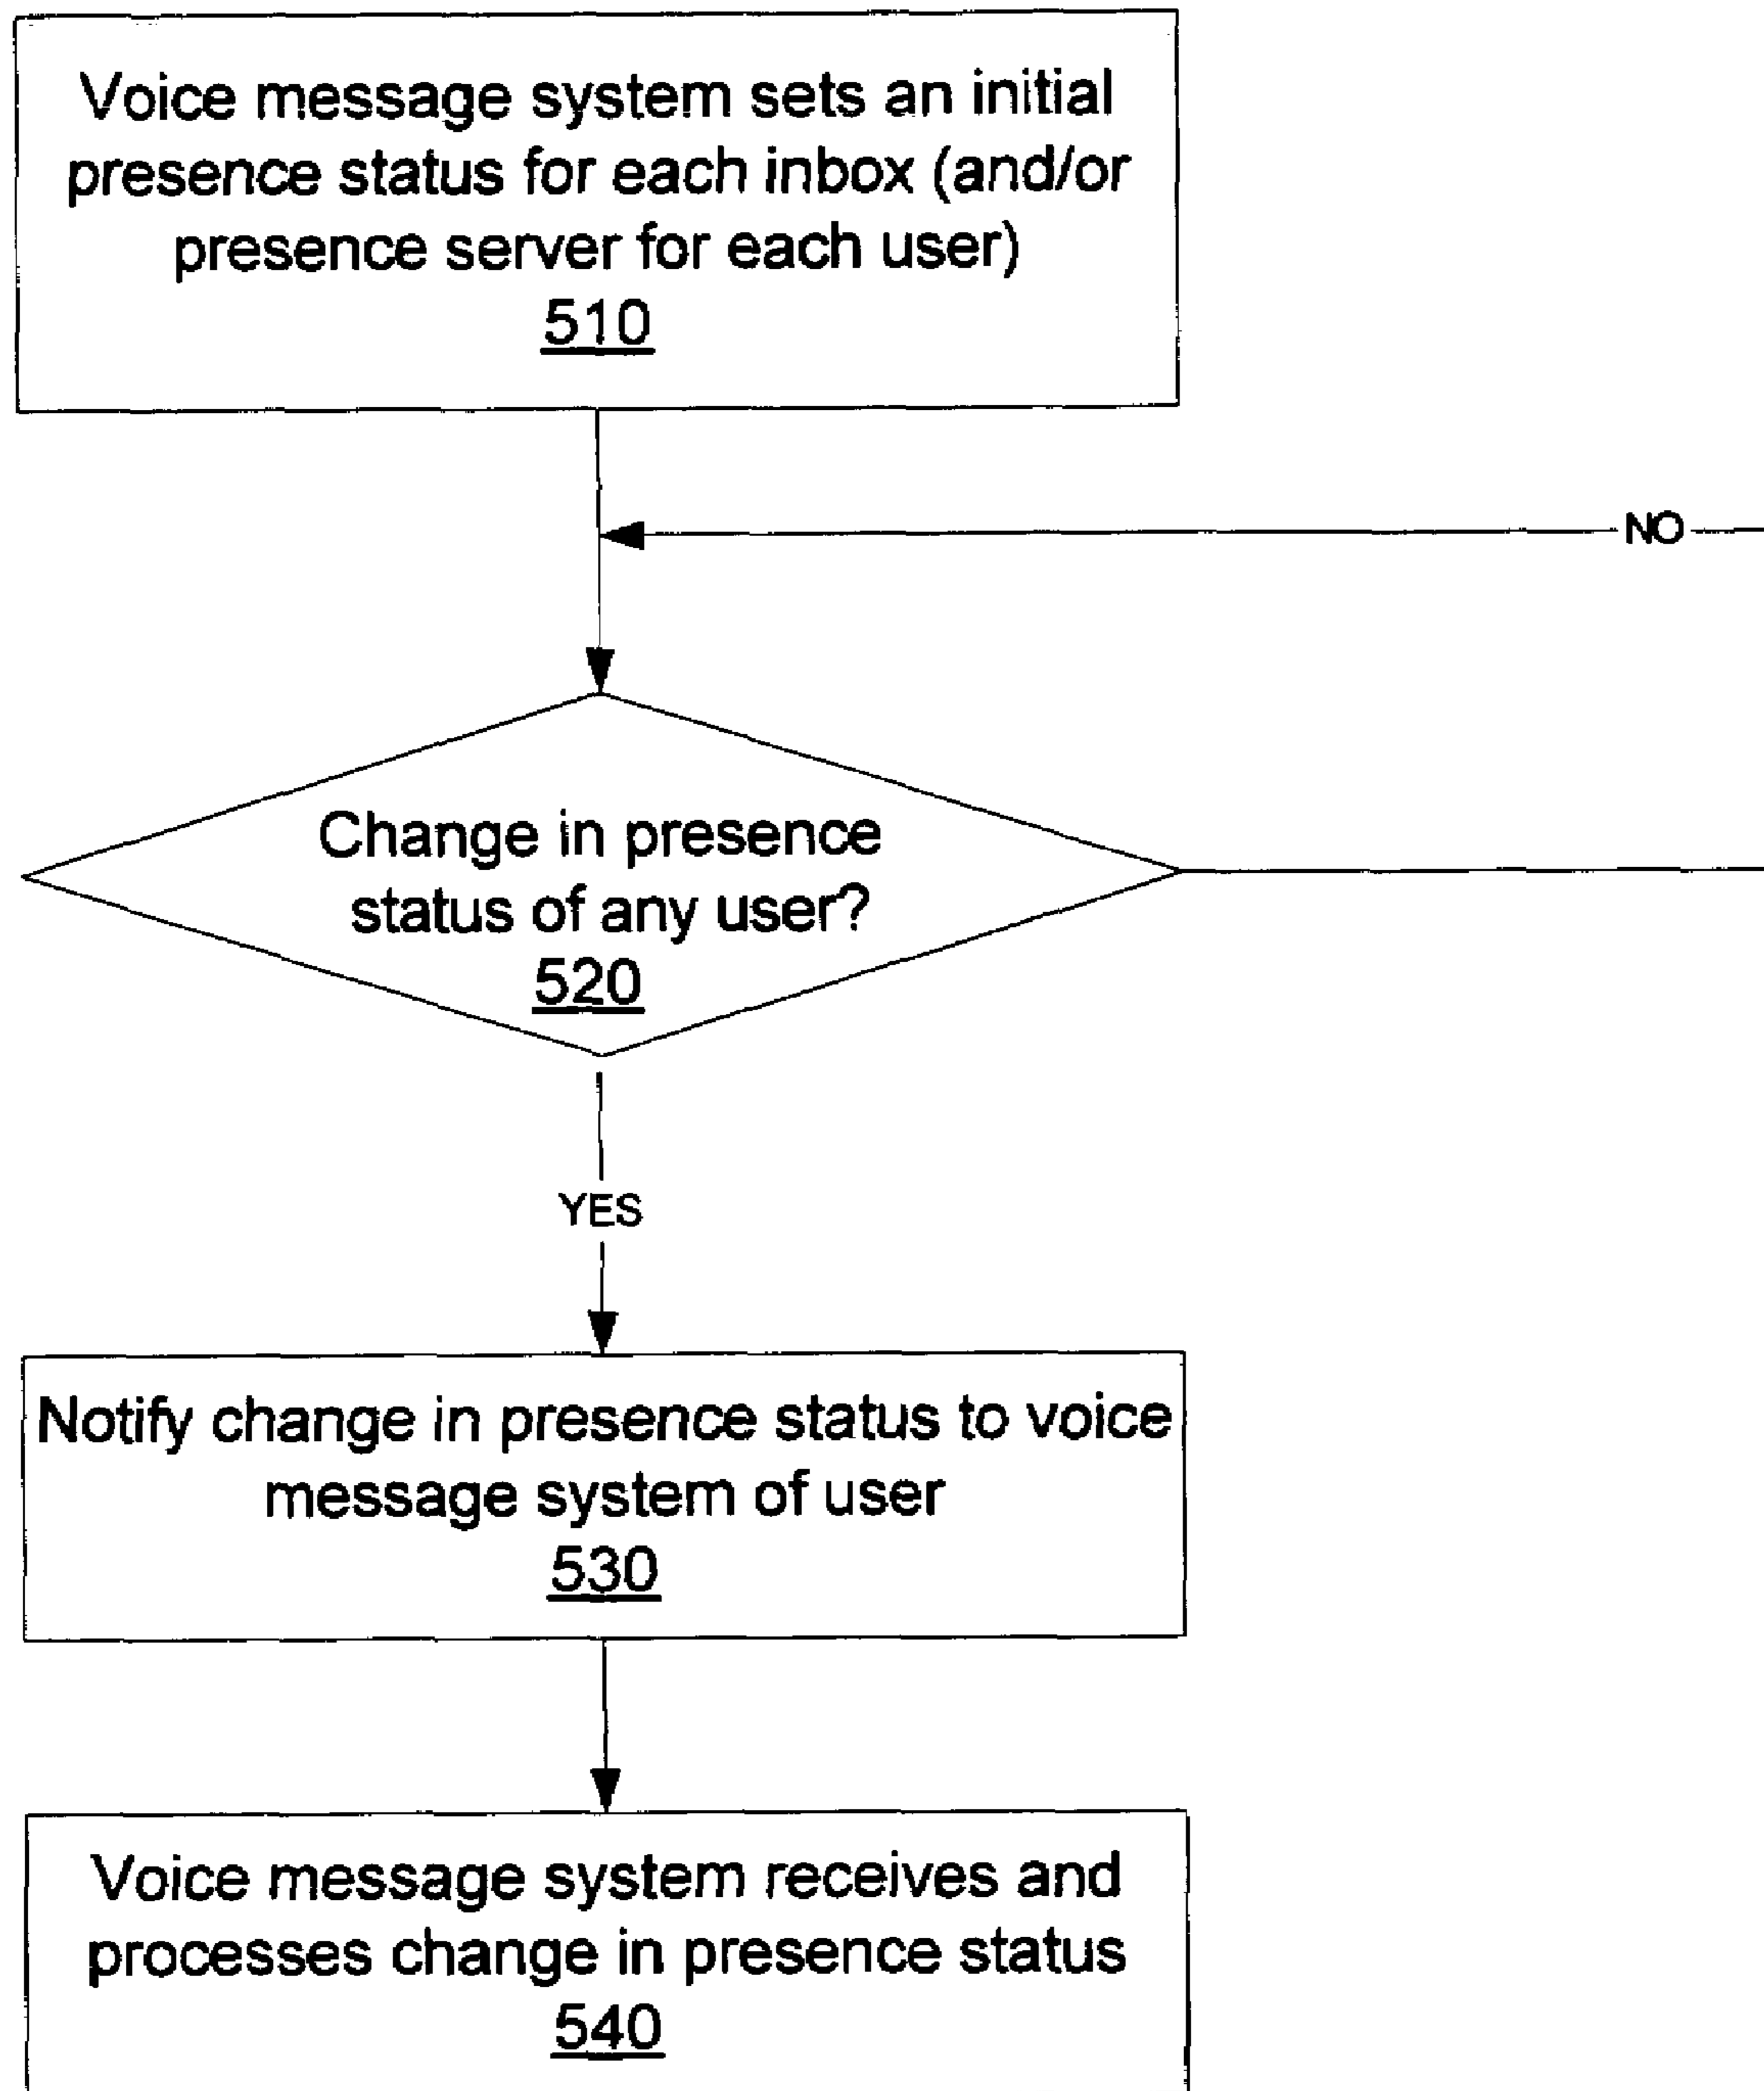 Voice message system sets an initial
presence status for each inbox (and/or
presence server for each user)
510
NO
Change in presence
status of any user?
520
YES
Notify change in presence status to voice
message system of user
530
Voice message system receives and
processes change in presence status
540